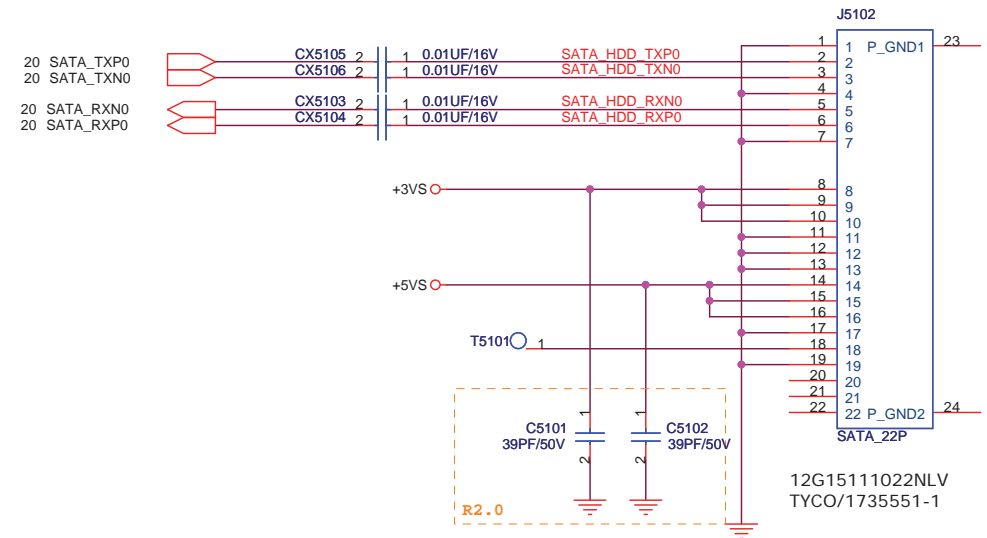 J5102
20 SATA_TXP0 CX5105 2 1 0.01UF/16V SATA_HDD_TXP0
20 SATA_TXN0 CX5106 2 1 0.01UF/16V SATA_HDD_TXN0
20 SATA_RXN0 CX5103 2 1 0.01UF/16V SATA_HDD_RXN0
20 SATA_RXP0 CX5104 2 1 0.01UF/16V SATA_HDD_RXP0
1 1 P_GND1 23
2 2
3 3
4 4
5 5
6 6
7 7
+3VS 8 8
9 9
10 10
11 11
12 12
13 13
+5VS 14 14
15 15
16 16
17 17
T5101 1 18 18
19 19
20 20
21 21
22 22 P_GND2 24
SATA_22P
1 1
C5101 C5102
39PF/50V 39PF/50V
2 2
R2.0
12G15111022NLV
TYCO/1735551-1